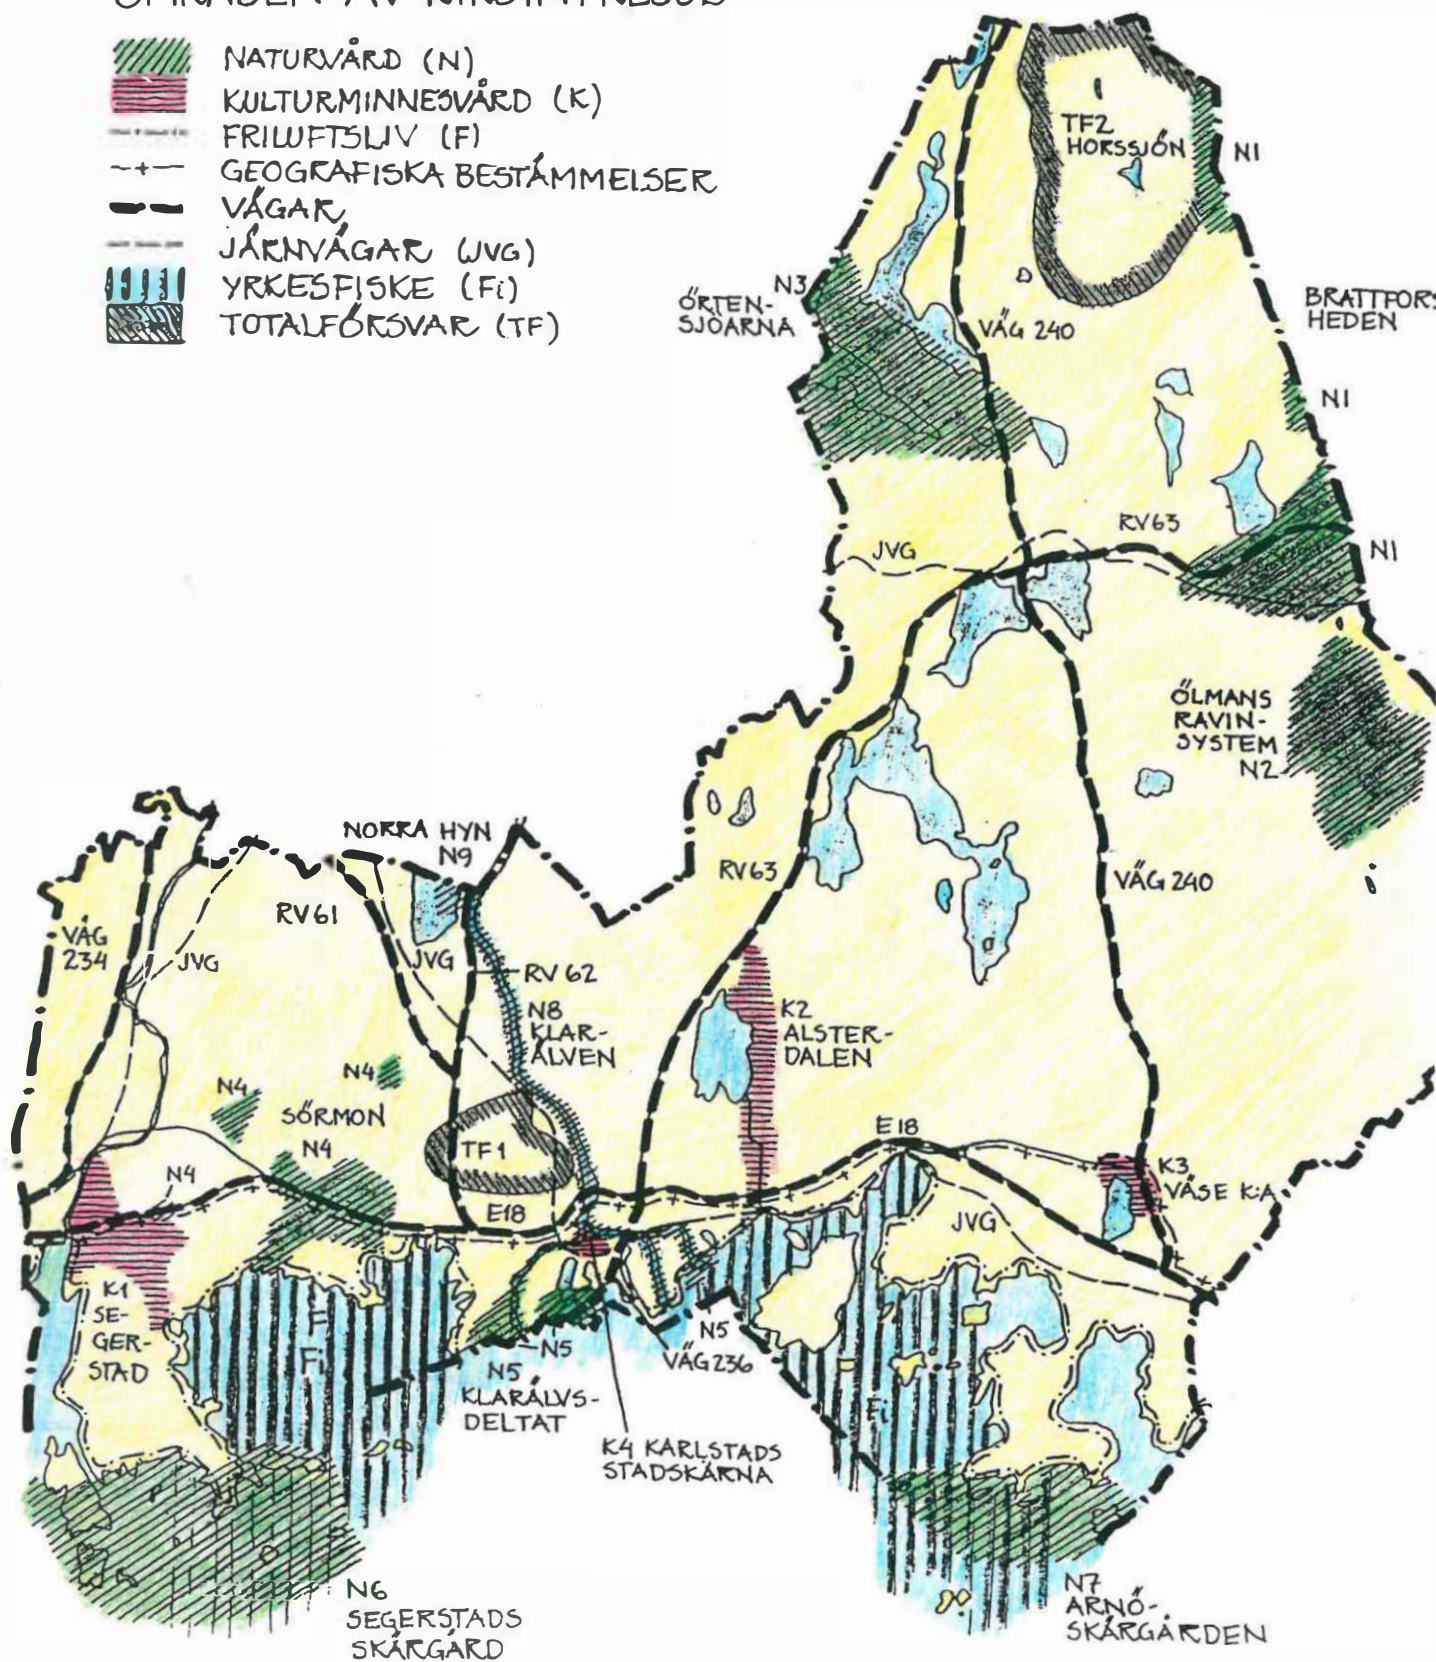 NATURVÅRD (N)
KULTURMINNESVÅRD (K)
FRILUFTSLIV (F)
GEOGRAFISKA BESTÄMMELSER
VÄGAR
JÄRNVÄGAR (JVG)
YRKESFISKE (Fi)
TOTALFÖRSVAR (TF)
TF2
HORSSJÖN
N1
N3
ÖRTEN-
SJÖARNA
VÄG 240
BRATTFORS
HEDEN
N1
RV63
JVG
N1
ÖLMANS
RAVIN-
SYSTEM
N2
NORRA HYN
N9
RV63
VÄG 240
RV61
VÄG
234
JVG
JVG
RV 62
N8
KLAR-
ÄLVEN
K2
ALSTER-
DALEN
N4
N4
SÖRMON
N4
N4
TF1
E18
E18
K3
VÄSE K:A
JVG
K1
SE-
GER-
STAD
F
Fi
Fi
N5
N5
N5
VÄG 236
KLARÄLVS-
DELTAT
K4 KARLSTADS
STADSKÄRNA
N6
SEGERSTADS
SKÄRGÅRD
N7
ARNÖ-
SKÄRGÅRDEN